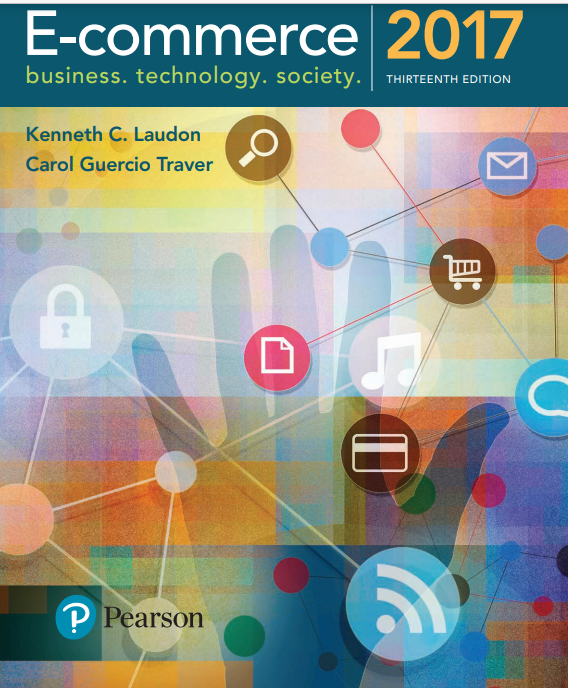 E-commerce
business. technology. society.
2017
THIRTEENTH EDITION
Kenneth C. Laudon
Carol Guercio Traver
P Pearson